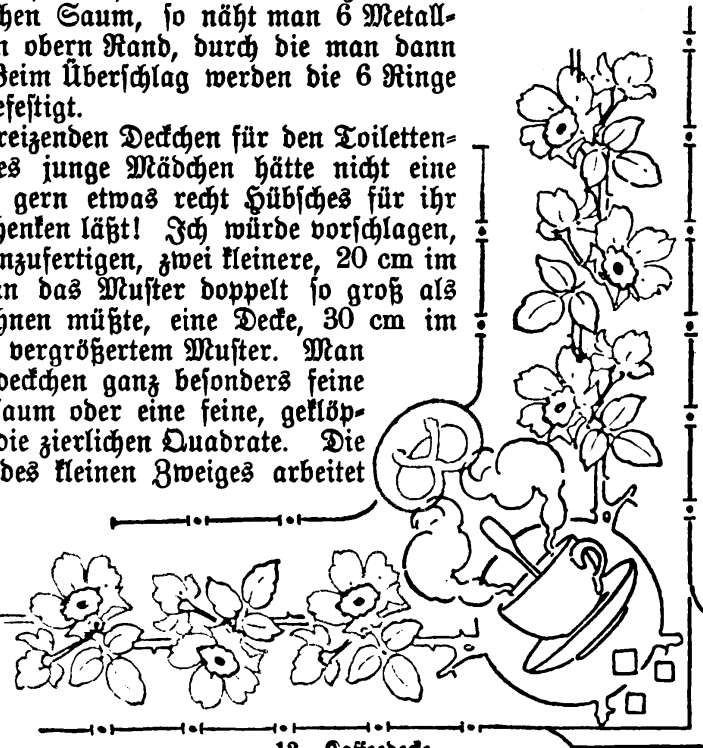 chen Saum, so näht man 6 Metall-
n obern Rand, durch die man dann
Beim Überschlag werden die 6 Ringe
efestigt.
reizenden Deckchen für den Toiletten-
es junge Mädchen hätte nicht eine
gern etwas recht Hübsches für ihr
henken läßt! Ich würde vorschlagen,
nzufertigen, zwei kleinere, 20 cm im
n das Muster doppelt so groß als
hnen müßte, eine Decke, 30 cm im
vergrößertem Muster. Man
deckchen ganz besonders feine
aum oder eine feine, geklöp-
die zierlichen Quadrate. Die
des kleinen Zweiges arbeitet